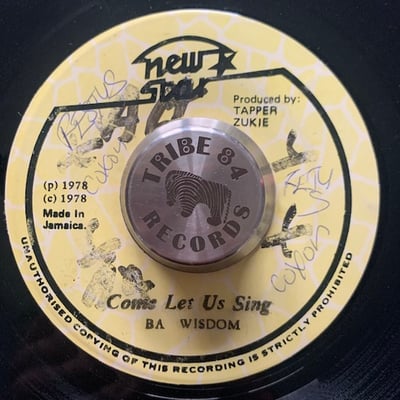 new
star
Produced by:
TAPPER
ZUKIE
TRIBE 84
RECORDS
(p) 1978
(c) 1978
Made In
Jamaica.
Come Let Us Sing
BA WISDOM
UNAUTHORISED COPYING OF THIS RECORDING IS STRICTLY PROHIBITED